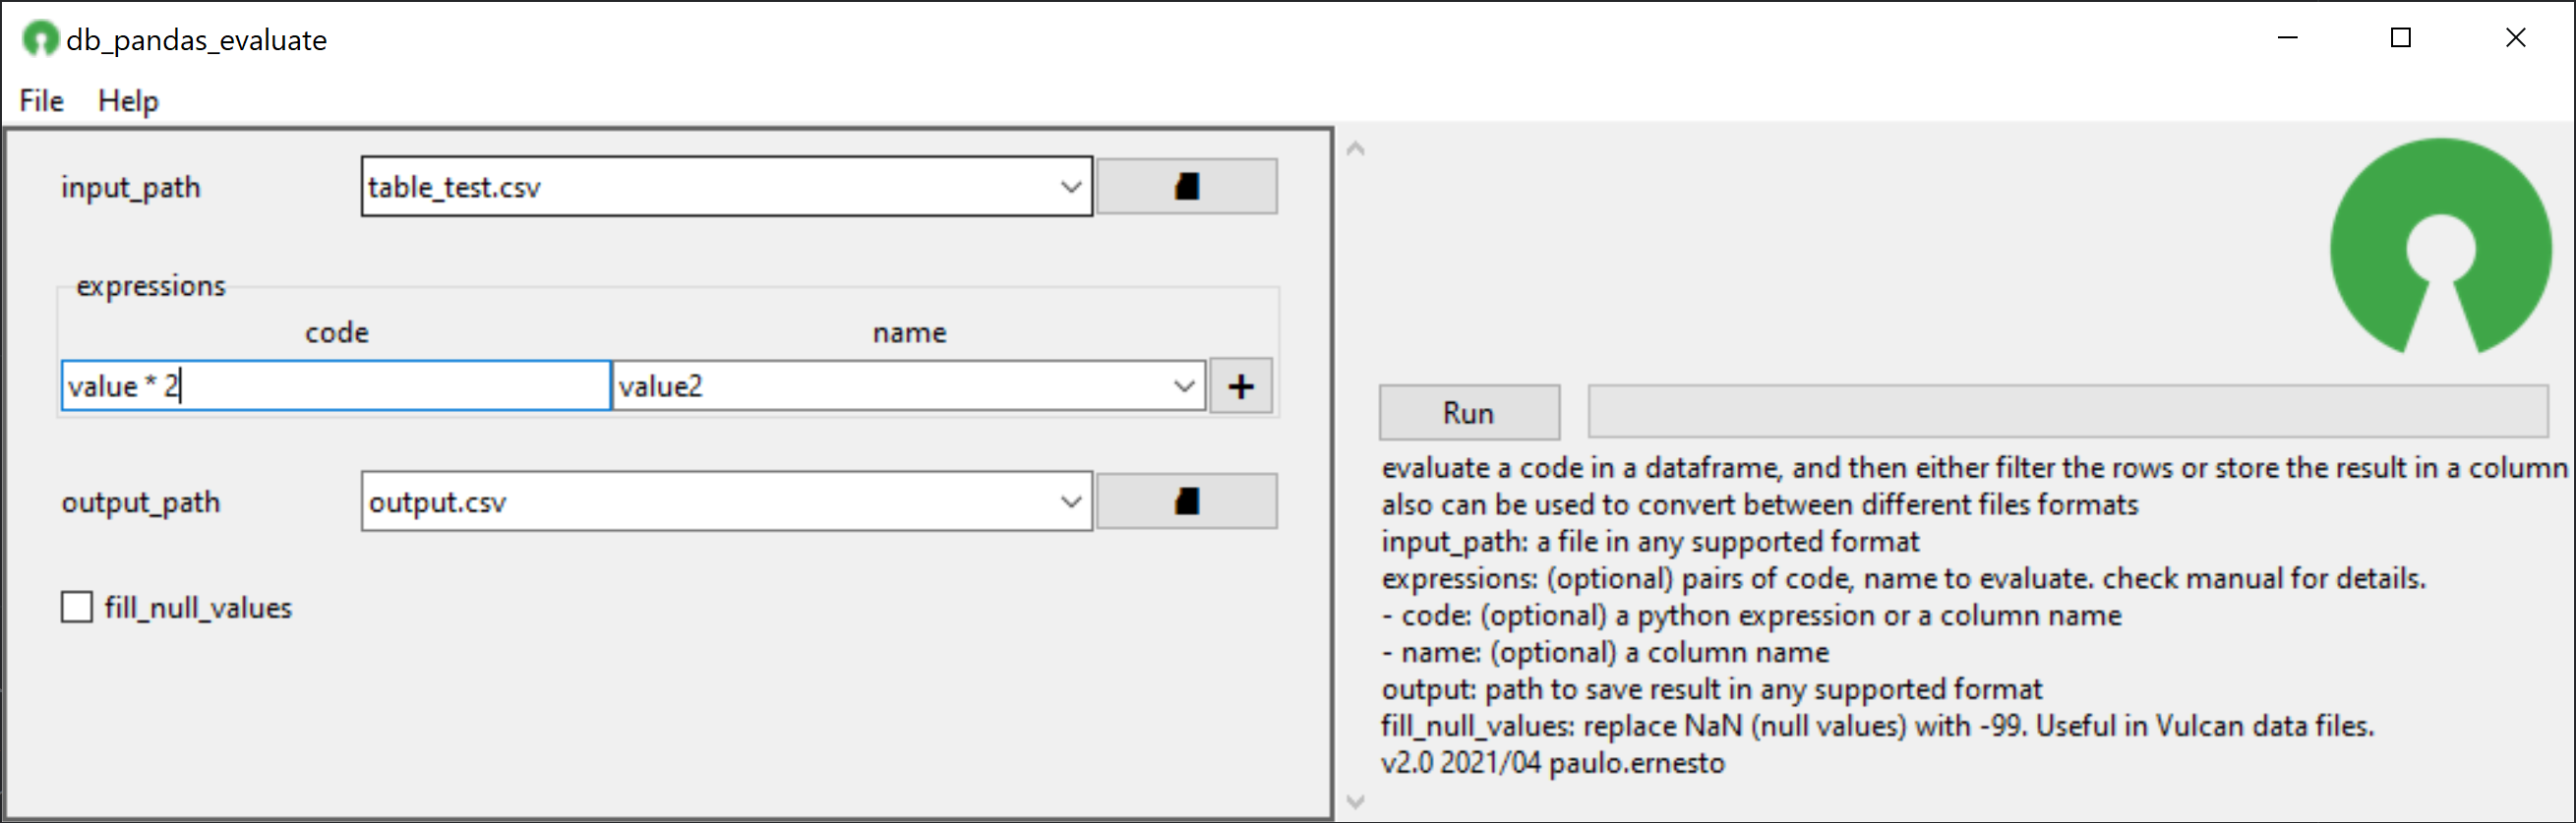 db_pandas_evaluate
File Help
input_path table_test.csv
expressions
code name
value * 2 value2 +
output_path output.csv
fill_null_values
Run
evaluate a code in a dataframe, and then either filter the rows or store the result in a column
also can be used to convert between different files formats
input_path: a file in any supported format
expressions: (optional) pairs of code, name to evaluate. check manual for details.
- code: (optional) a python expression or a column name
- name: (optional) a column name
output: path to save result in any supported format
fill_null_values: replace NaN (null values) with -99. Useful in Vulcan data files.
v2.0 2021/04 paulo.ernesto